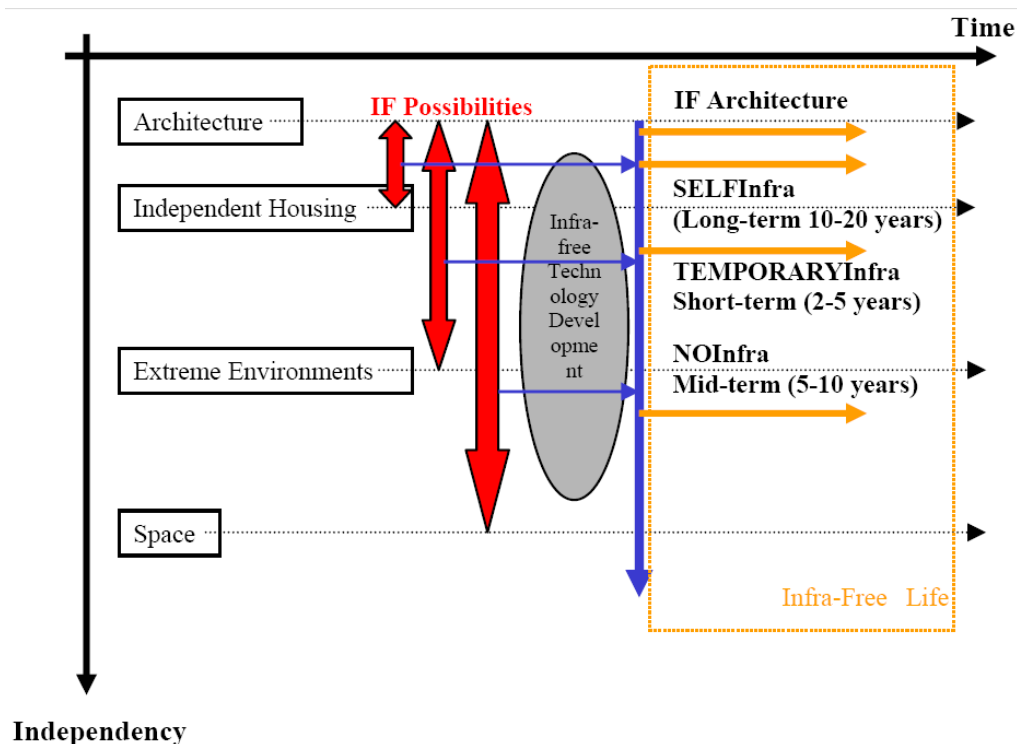 Time
IF Possibilities
IF Architecture
Architecture
SELFInfra
(Long-term 10-20 years)
Independent Housing
Infra-
free
Techn
ology
Devel
opme
nt
TEMPORARYInfra
Short-term (2-5 years)
NOInfra
Mid-term (5-10 years)
Extreme Environments
Space
Infra-Free Life
Independency